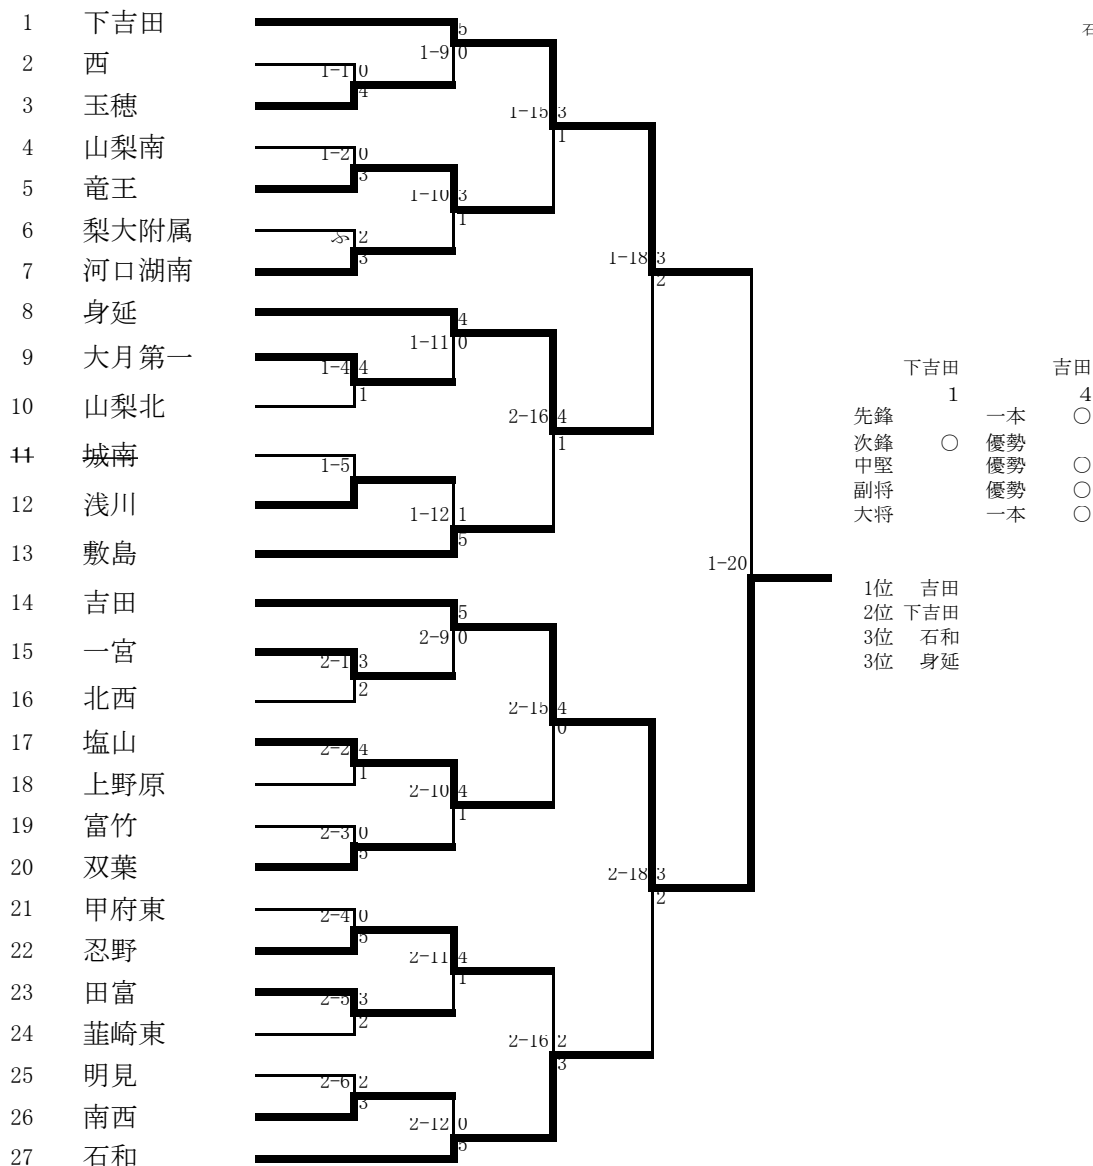 石
1 下吉田 5
1-9 0
2 西 1-1 0
4
3 玉穂
1-15 3
1
4 山梨南 1-2 0
3
5 竜王
1-10 3
1
6 梨大附属 2
3
7 河口湖南
1-18 3
2
8 身延 4
1-11 0
9 大月第一 1-4 4
1
10 山梨北
2-16 4
1
11 城南 1-5
12 浅川
1-12 1
5
13 敷島
下吉田 吉田
1 4
先鋒 一本 ○
次鋒 ○ 優勢
中堅 優勢 ○
副将 優勢 ○
大将 一本 ○
1-20
1位 吉田
2位 下吉田
3位 石和
3位 身延
14 吉田 5
2-9 0
15 一宮 2-1 3
2
16 北西
2-15 4
0
17 塩山 2-2 4
1
18 上野原
2-10 4
1
19 富竹 2-3 0
5
20 双葉
2-18 3
2
21 甲府東 2-4 0
5
22 忍野
2-11 4
1
23 田富 2-5 3
2
24 韮崎東
2-16 2
3
25 明見 2-6 2
3
26 南西
2-12 0
5
27 石和